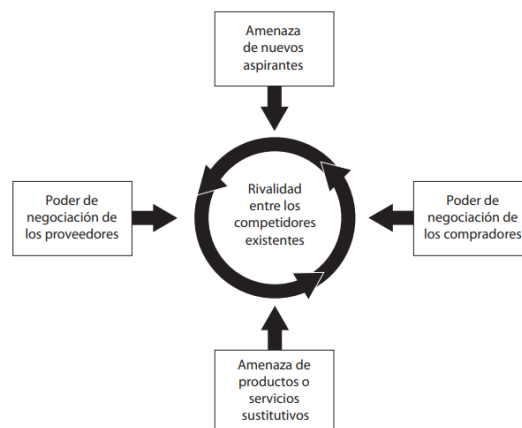 Amenaza
de nuevos
aspirantes
Poder de
negociación de
los proveedores
Rivalidad
entre los
competidores
existentes
Poder de
negociación de
los compradores
Amenaza de
productos o
servicios
sustitutivos